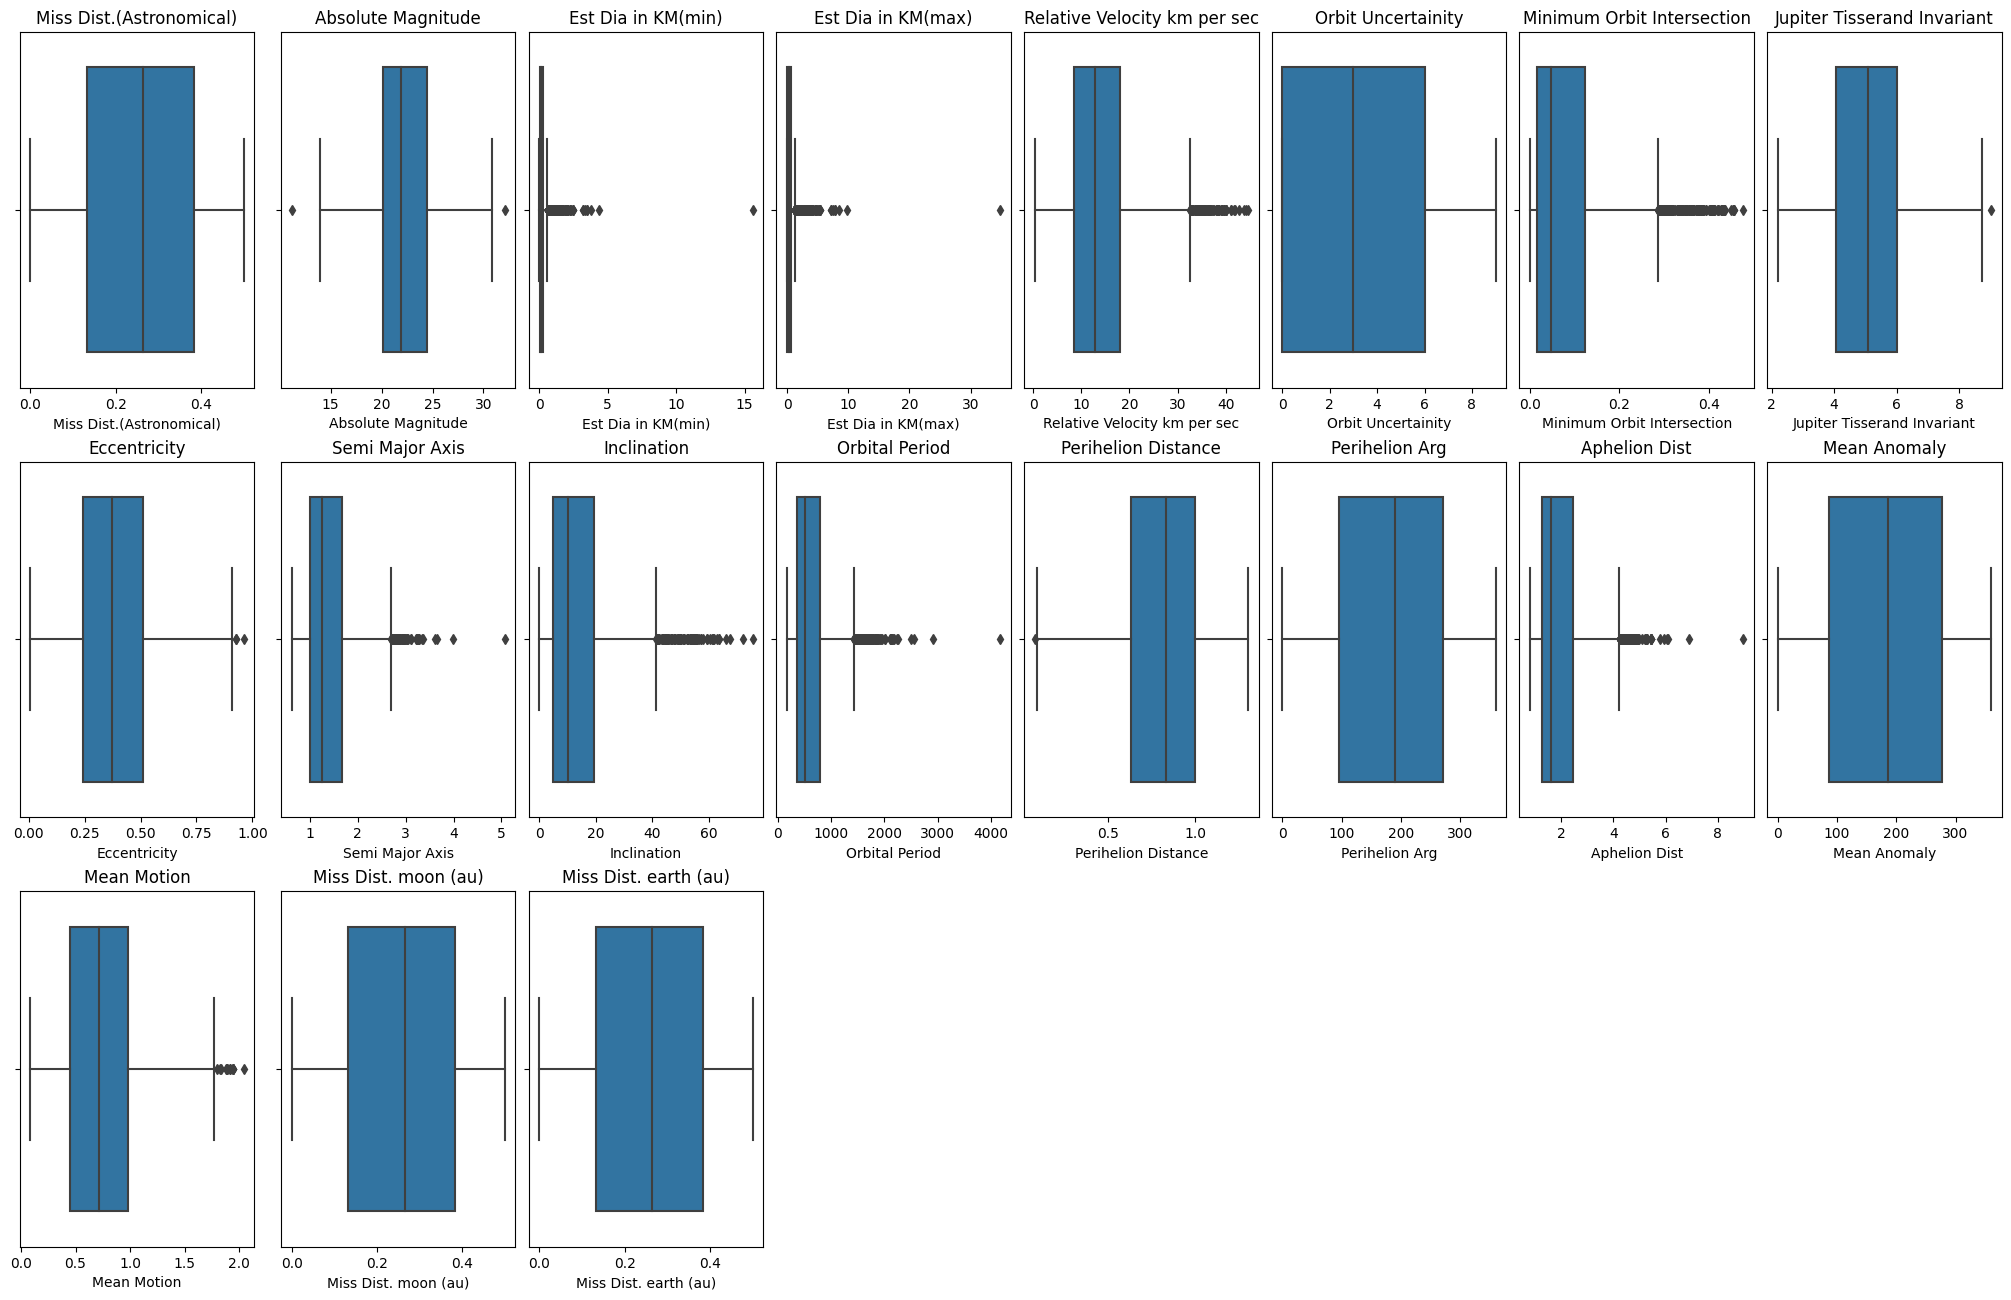 Miss Dist.(Astronomical) Absolute Magnitude Est Dia in KM(min) Est Dia in KM(max) Relative Velocity km per sec Orbit Uncertainity Minimum Orbit Intersection Jupiter Tisserand Invariant
0.0 0.2 0.4 15 20 25 30 0 5 10 15 0 10 20 30 0 10 20 30 40 0 2 4 6 8 0.0 0.2 0.4 2 4 6 8
Miss Dist.(Astronomical) Absolute Magnitude Est Dia in KM(min) Est Dia in KM(max) Relative Velocity km per sec Orbit Uncertainity Minimum Orbit Intersection Jupiter Tisserand Invariant
Eccentricity Semi Major Axis Inclination Orbital Period Perihelion Distance Perihelion Arg Aphelion Dist Mean Anomaly
0.00 0.25 0.50 0.75 1.00 1 2 3 4 5 0 20 40 60 0 1000 2000 3000 4000 0.5 1.0 0 100 200 300 2 4 6 8 0 100 200 300
Eccentricity Semi Major Axis Inclination Orbital Period Perihelion Distance Perihelion Arg Aphelion Dist Mean Anomaly
Mean Motion Miss Dist. moon (au) Miss Dist. earth (au)
0.0 0.5 1.0 1.5 2.0 0.0 0.2 0.4 0.0 0.2 0.4
Mean Motion Miss Dist. moon (au) Miss Dist. earth (au)